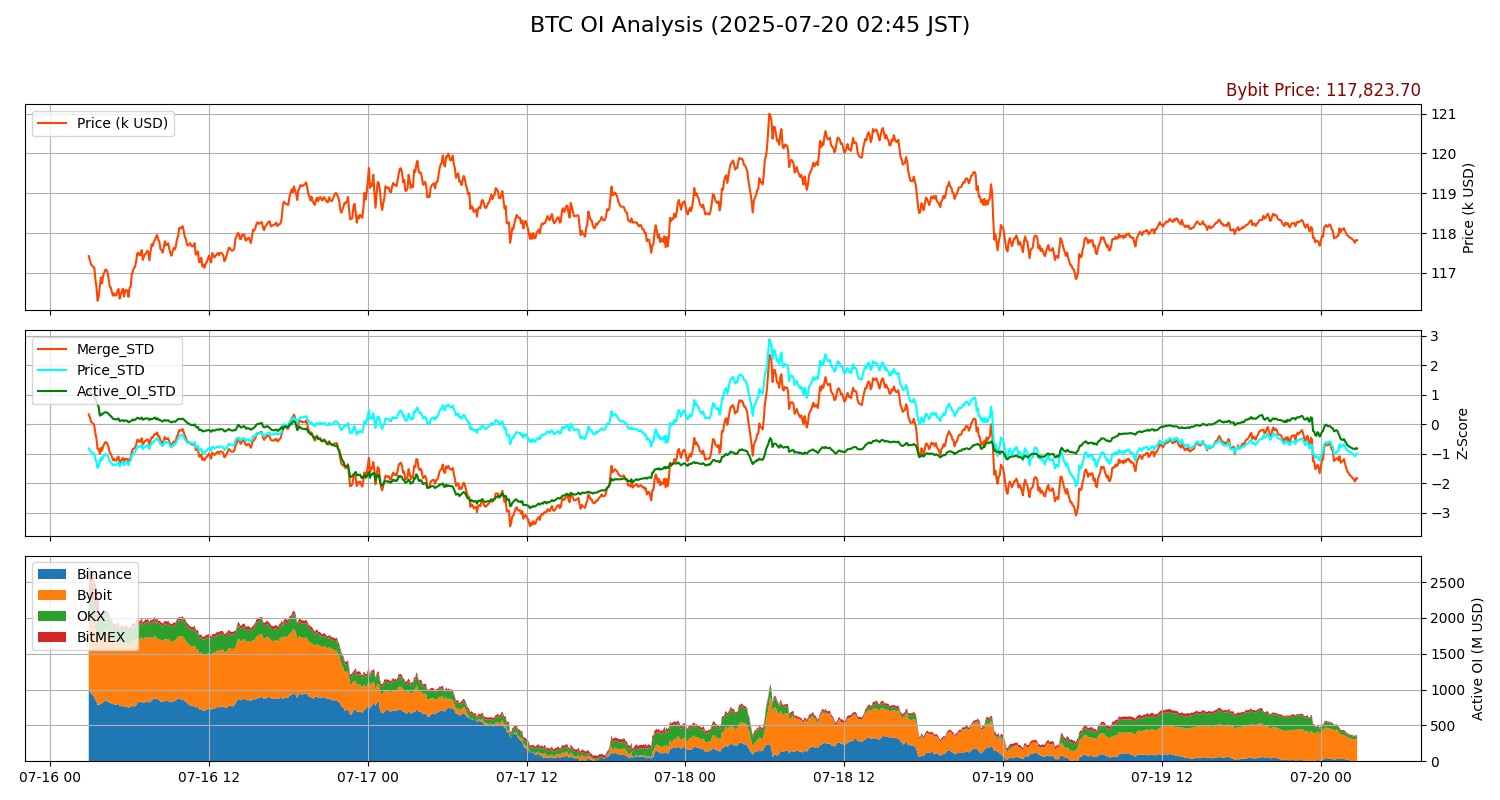 BTC OI Analysis (2025-07-20 02:45 JST)
Bybit Price: 117,823.70
Price (k USD)
121
120
119
118
117
Price (k USD)
Merge_STD
Price_STD
Active_OI_STD
3
2
1
0
−1
−2
−3
Z-Score
Binance
Bybit
OKX
BitMEX
2500
2000
1500
1000
500
0
Active OI (M USD)
07-16 00
07-16 12
07-17 00
07-17 12
07-18 00
07-18 12
07-19 00
07-19 12
07-20 00